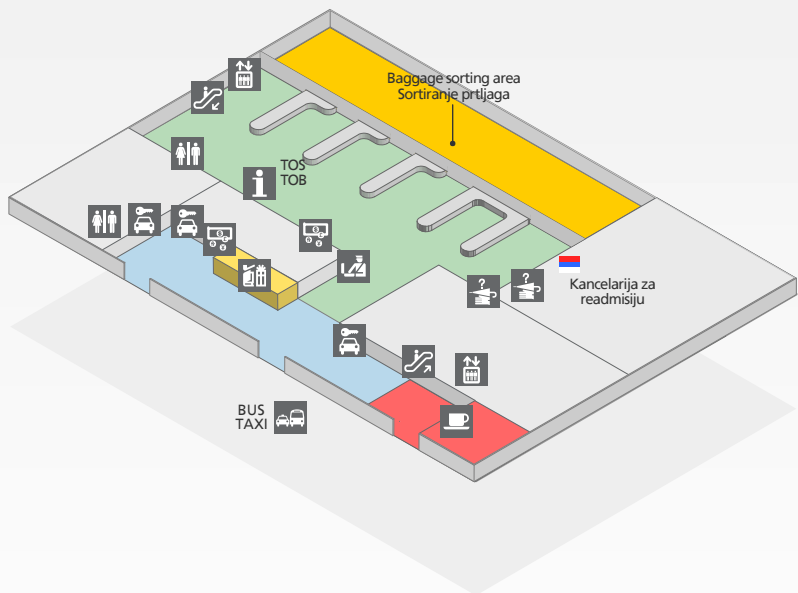 Baggage sorting area
Sortiranje prtljaga
TOS
TOB
Kancelarija za
readmisiju
BUS
TAXI